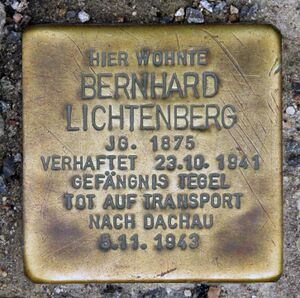 HIER WOHNTE
BERNHARD
LICHTENBERG
JG. 1875
VERHAFTET 23.10.1941
GEFÄNGNIS TEGEL
TOT AUF TRANSPORT
NACH DACHAU
5.11.1943